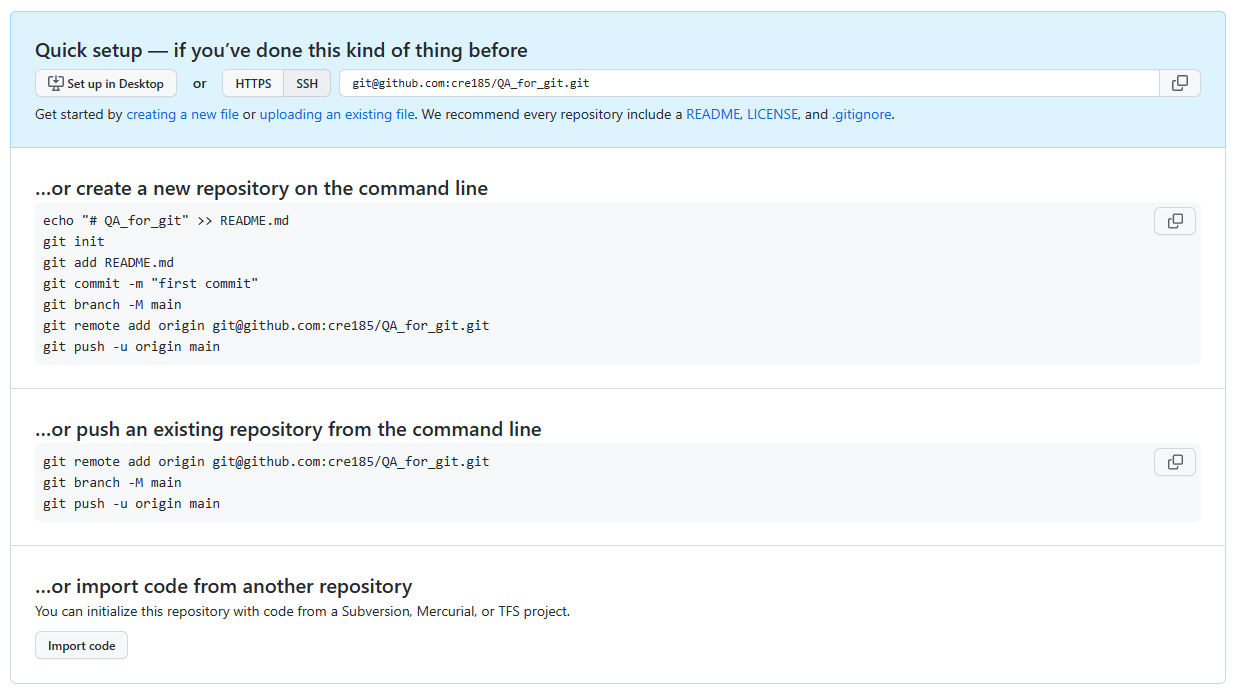 Quick setup — if you’ve done this kind of thing before
Set up in Desktop or HTTPS SSH git@github.com:cre185/QA_for_git.git
Get started by creating a new file or uploading an existing file. We recommend every repository include a README, LICENSE, and .gitignore.
…or create a new repository on the command line
echo "# QA_for_git" >> README.md
git init
git add README.md
git commit -m "first commit"
git branch -M main
git remote add origin git@github.com:cre185/QA_for_git.git
git push -u origin main
…or push an existing repository from the command line
git remote add origin git@github.com:cre185/QA_for_git.git
git branch -M main
git push -u origin main
…or import code from another repository
You can initialize this repository with code from a Subversion, Mercurial, or TFS project.
Import code